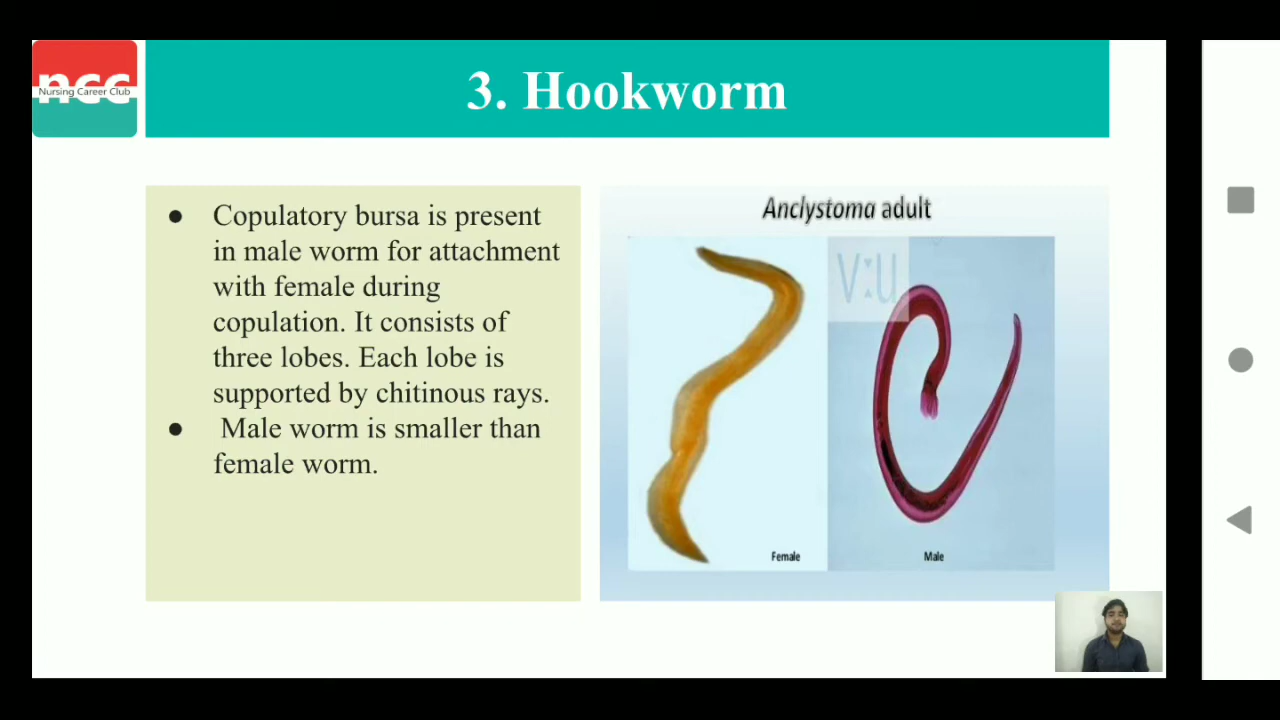 ncc
Nursing Career Club
3. Hookworm
● Copulatory bursa is present
in male worm for attachment
with female during
copulation. It consists of
three lobes. Each lobe is
supported by chitinous rays.
● Male worm is smaller than
female worm.
Anclystoma adult
V:U
Female
Male